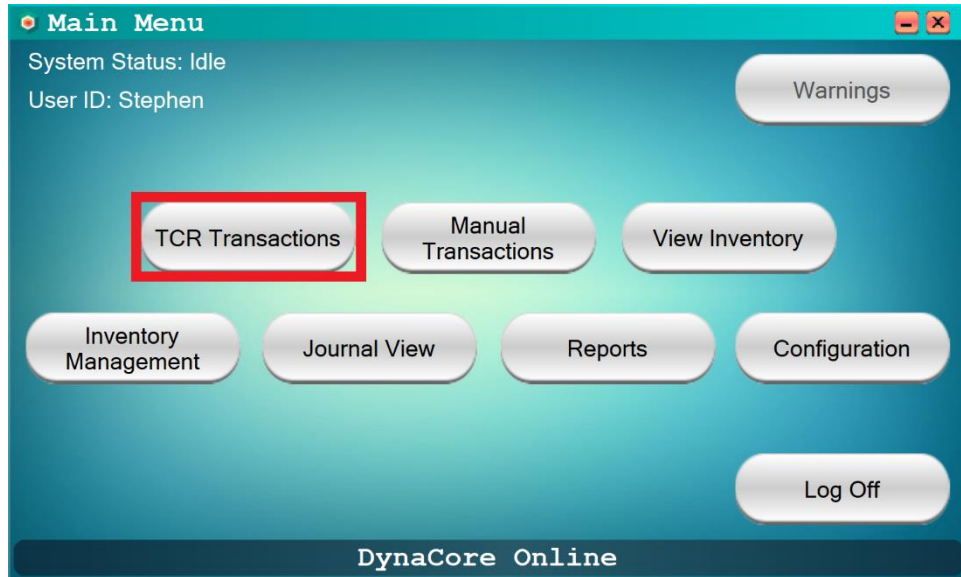 Main Menu
System Status: Idle
User ID: Stephen
Warnings
TCR Transactions
Manual
Transactions
View Inventory
Inventory
Management
Journal View
Reports
Configuration
Log Off
DynaCore Online